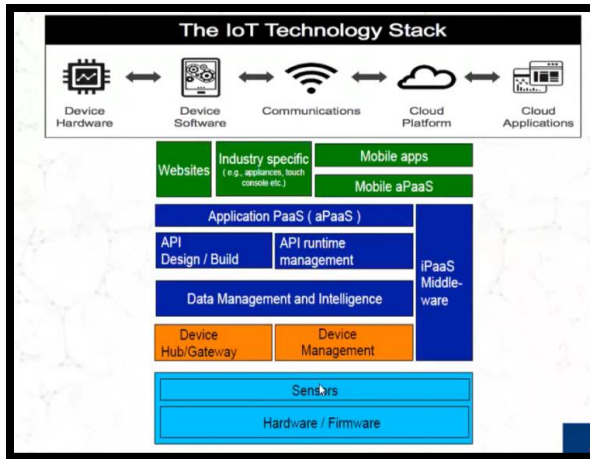 The IoT Technology Stack
Device
Hardware
Device
Software
Communications
Cloud
Platform
Cloud
Applications
Websites
Industry specific
( e.g., appliances, touch
console etc.)
Mobile apps
Mobile aPaaS
Application PaaS ( aPaaS )
API
Design / Build
API runtime
management
iPaaS
Middle-
ware
Data Management and Intelligence
Device
Hub/Gateway
Device
Management
Sensors
Hardware / Firmware